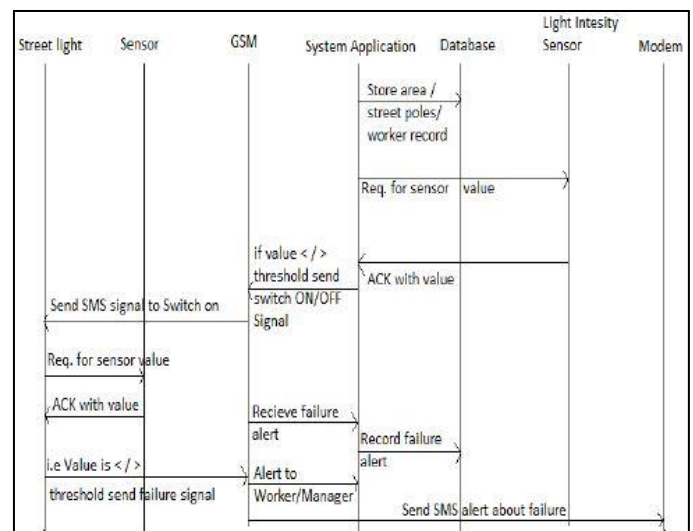 Light Intesity
Street light Sensor GSM System Application Database Sensor Modem
Store area /
street poles/
worker record
Req. for sensor value
if value < / >
threshold send
switch ON/OFF
Signal
ACK with value
Send SMS signal to Switch on
Req. for sensor value
ACK with value
Recieve failure
alert
Record failure
alert
i.e Value is < / >
threshold send failure signal
Alert to
Worker/Manager
Send SMS alert about failure